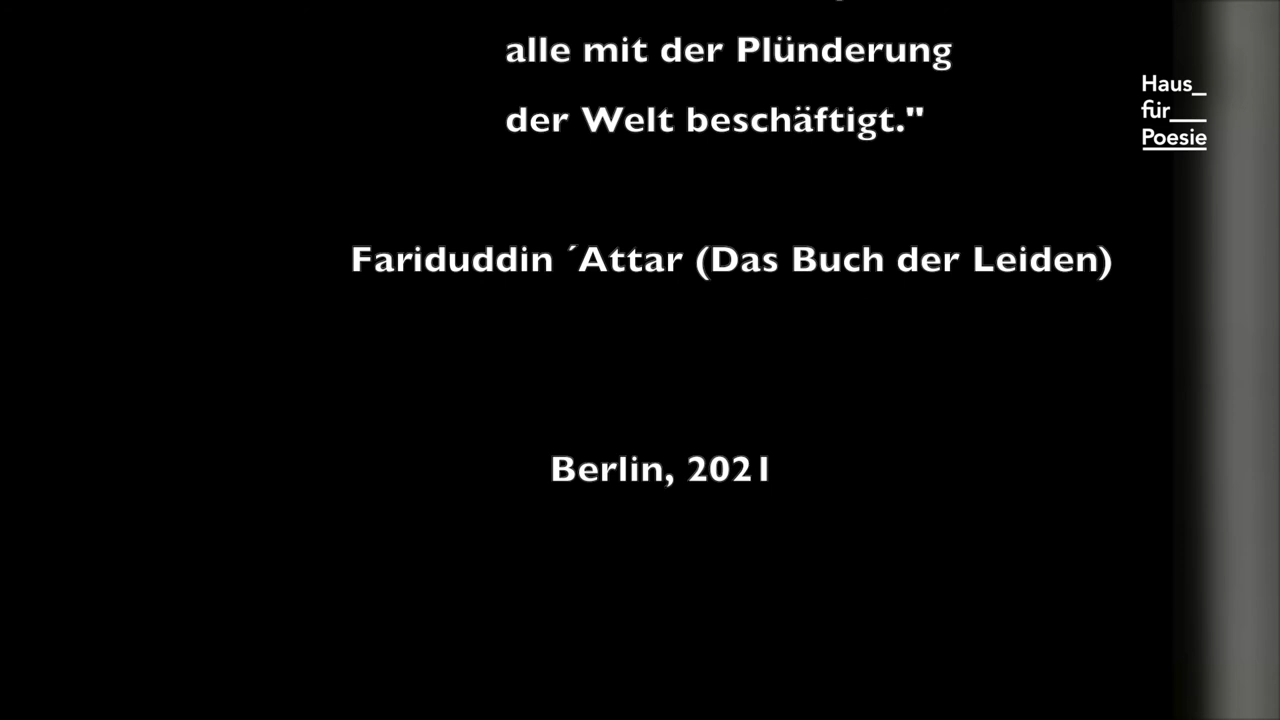 alle mit der Plünderung
der Welt beschäftigt."
Fariduddin ´Attar (Das Buch der Leiden)
Berlin, 2021
Haus_
für__
Poesie